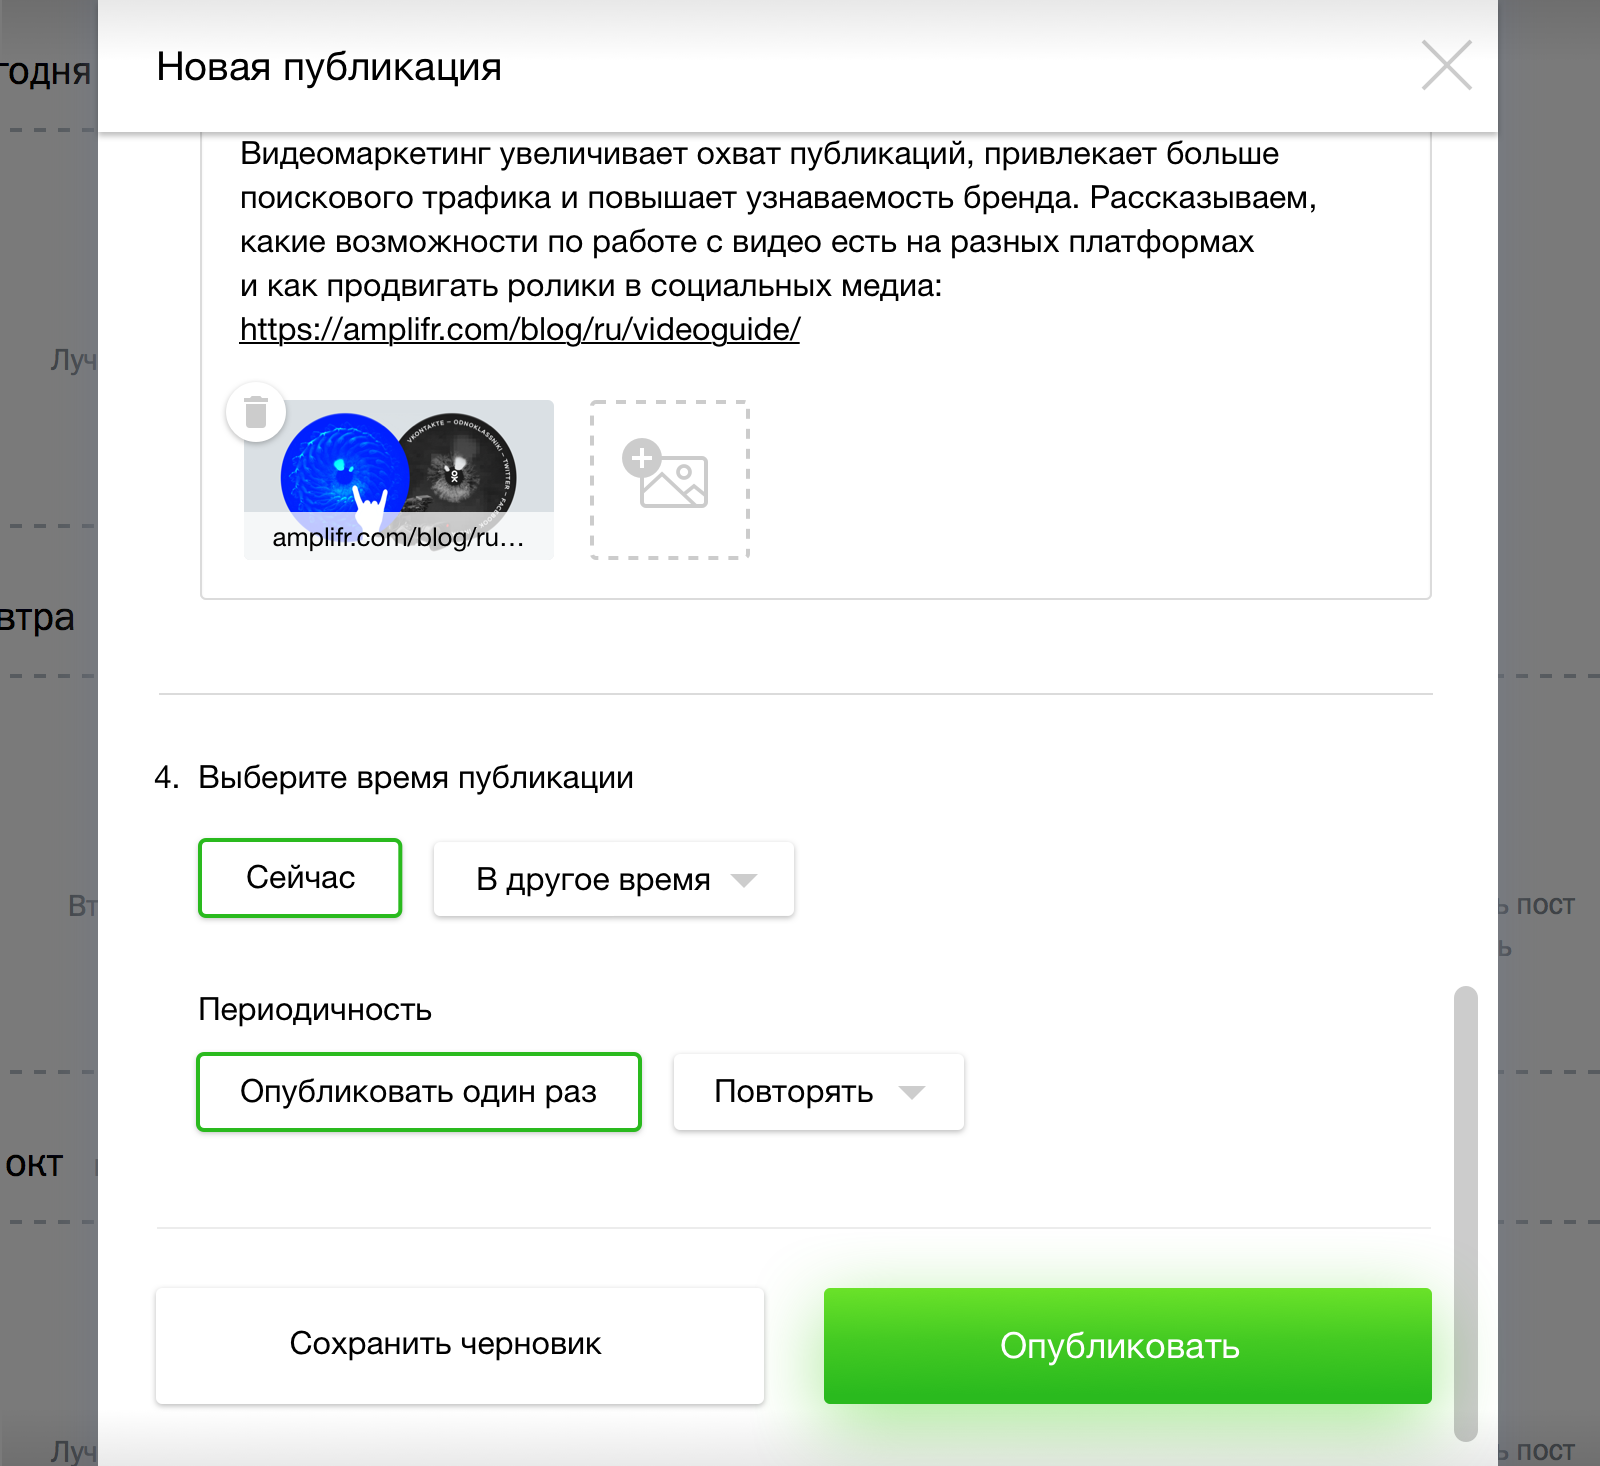 Новая публикация
годня
Видеомаркетинг увеличивает охват публикаций, привлекает больше
поискового трафика и повышает узнаваемость бренда. Рассказываем,
какие возможности по работе с видео есть на разных платформах
и как продвигать ролики в социальных медиа:
https://amplifr.com/blog/ru/videoguide/
Луч
VKONTAKTE – ODNOKLASSNIKI – TWITTER – FACEBOOK
amplifr.com/blog/ru...
втра
4. Выберите время публикации
Сейчас
В другое время
Вт
ь пост
ь
Периодичность
Опубликовать один раз
Повторять
окт
Сохранить черновик
Опубликовать
Луч
ь пост